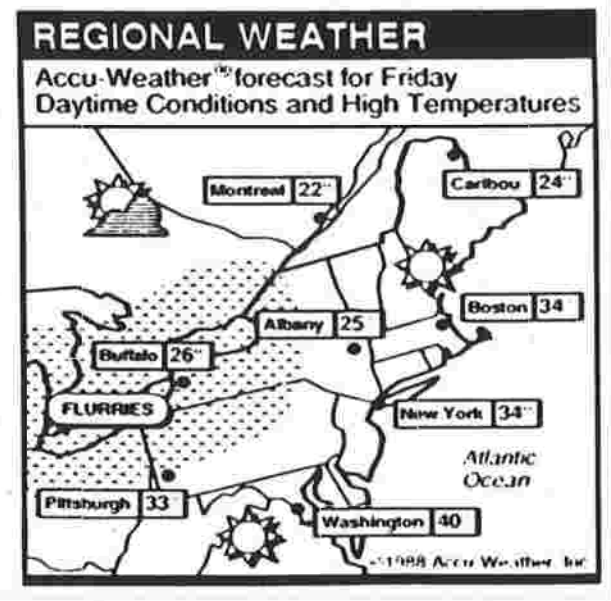 REGIONAL WEATHER
Accu-Weather® forecast for Friday
Daytime Conditions and High Temperatures
Montreal 22°
Caribou 24°
Boston 34
Albany 25
Buffalo 26°
FLURRIES
New York 34°
Atlantic
Ocean
Pittsburgh 33
Washington 40
©1988 Accu Weather, Inc